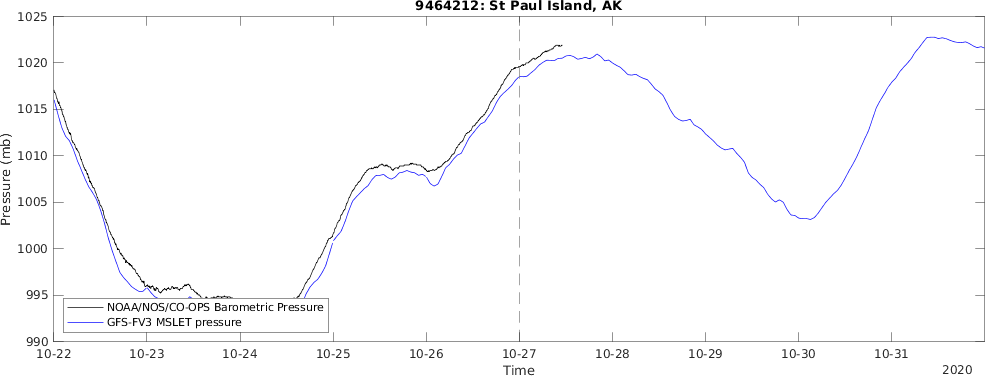 9464212: St Paul Island, AK
1025
1020
1015
1010
1005
1000
995
990
Pressure (mb)
NOAA/NOS/CO-OPS Barometric Pressure
GFS-FV3 MSLET pressure
10-22 10-23 10-24 10-25 10-26 10-27 10-28 10-29 10-30 10-31
Time
2020